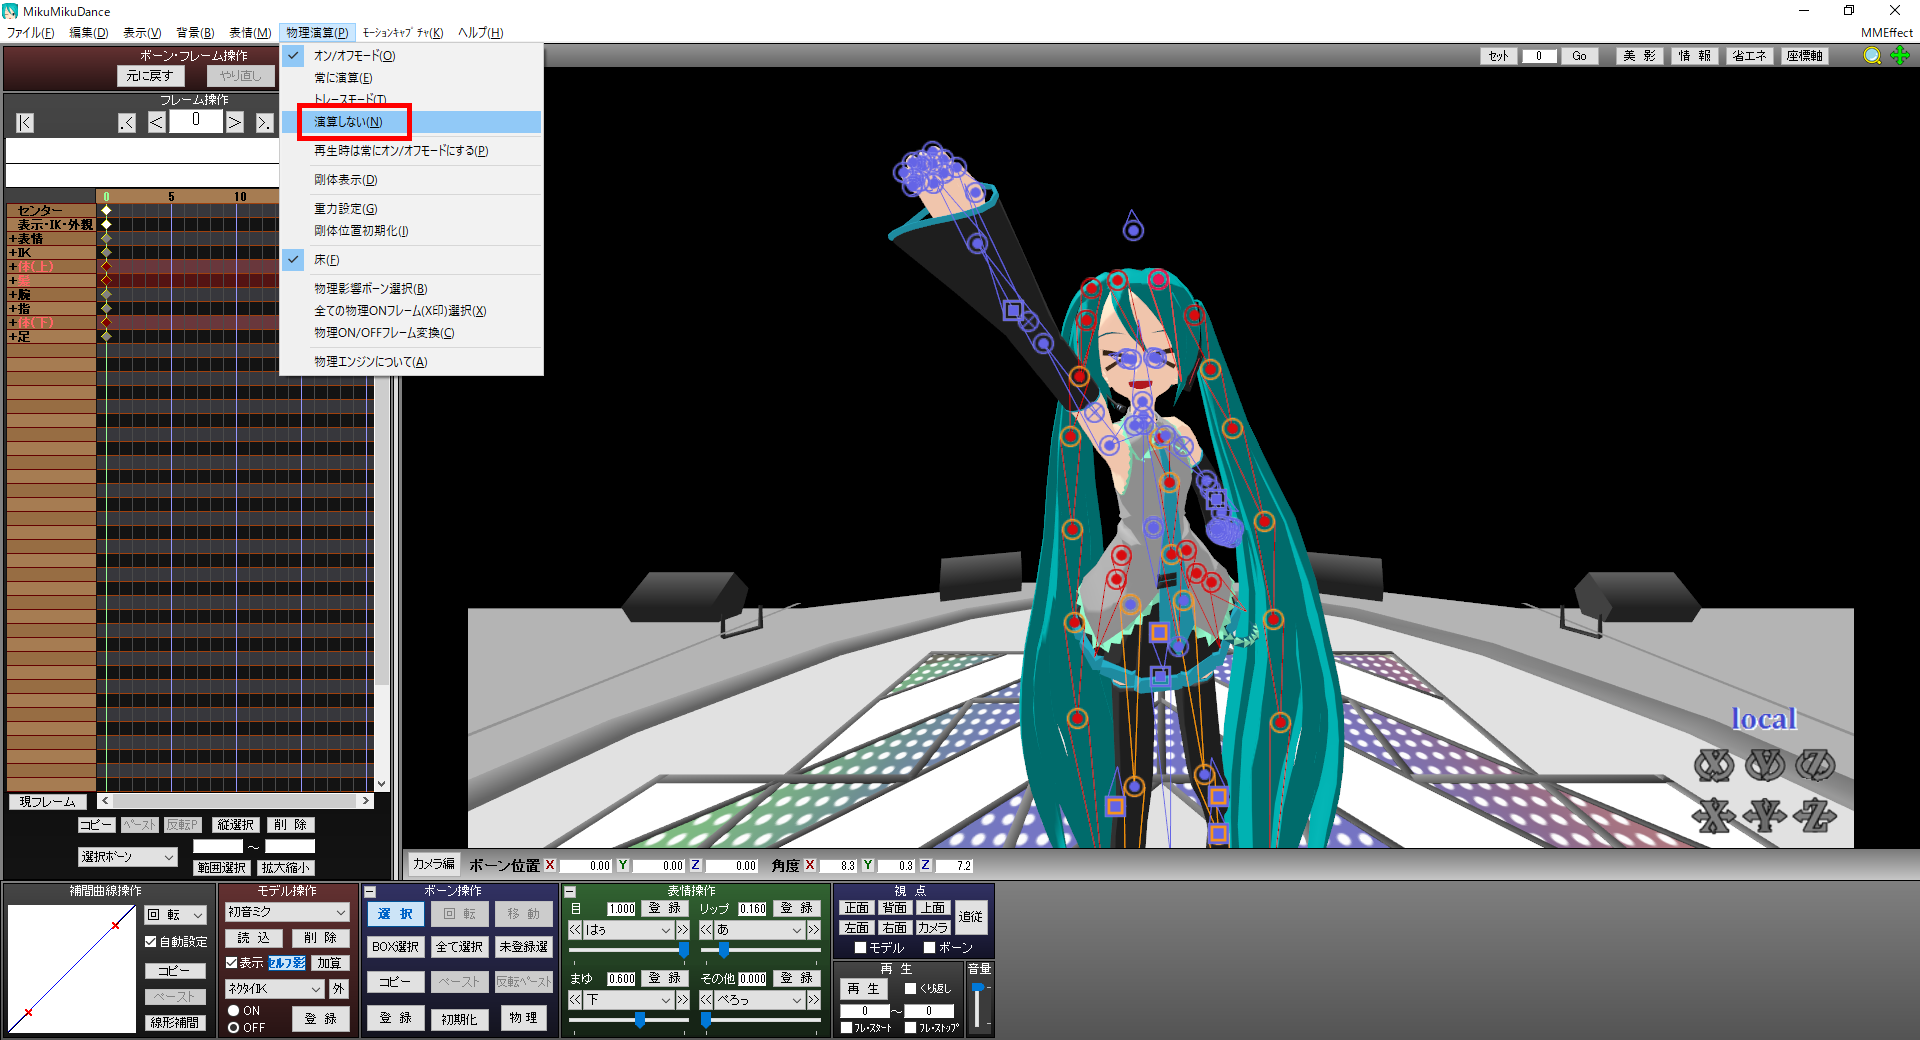 MikuMikuDance
ファイル(F) 編集(D) 表示(V) 背景(B) 表情(M) 物理演算(P) ﾓｰｼｮﾝｷｬﾌﾟﾁｬ(K) ヘルプ(H)
MMEffect
ボーン・フレーム操作
元に戻す やり直し
フレーム操作
|< .< < 0 > >.
オン/オフモード(O)
常に演算(E)
トレースモード(T)
演算しない(N)
再生時は常にオン/オフモードにする(P)
剛体表示(D)
重力設定(G)
剛体位置初期化(I)
床(F)
物理影響ボーン選択(B)
全ての物理ONフレーム(X印)選択(X)
物理ON/OFFフレーム変換(C)
物理エンジンについて(A)
ｾｯﾄ 0 Go 美 影 情 報 省エネ 座標軸
0 5 10
センター
表示・IK・外観
+表情
+IK
+体(上)
+腕
+指
+体(下)
+足
local
X Y Z
X Y Z
現フレーム < >
コピー ﾍﾟｰｽﾄ 反転P 縦選択 削 除
選択ﾎﾞｰﾝ ～
範囲選択 拡大縮小
カメラ編 ボーン位置 X 0.00 Y 0.00 Z 0.00 角度 X 8.3 Y 0.3 Z 7.2
補間曲線操作
回 転
自動設定
コピー
ペースト
線形補間
モデル操作
初音ミク
読 込 削 除
表示 ｾﾙﾌ影 加算
ﾈｸﾀｲIK 外
ON
OFF
登 録
ボーン操作
選 択 回 転 移 動
BOX選択 全て選択 未登録選
コピー ペースト 反転ﾍﾟｰｽﾄ
登 録 初期化 物 理
表情操作
目 1.000 登 録 リップ 0.160 登 録
<< はぅ >> << あ >>
まゆ 0.600 登 録 その他 0.000 登 録
<< 下 >> << ぺろっ >>
視 点
正面 背面 上面 追従
左面 右面 カメラ
モデル ボーン
再 生
再 生 くり返し
0 ～ 0
ﾌﾚ･ｽﾀｰﾄ ﾌﾚ･ｽﾄｯﾌﾟ
音量